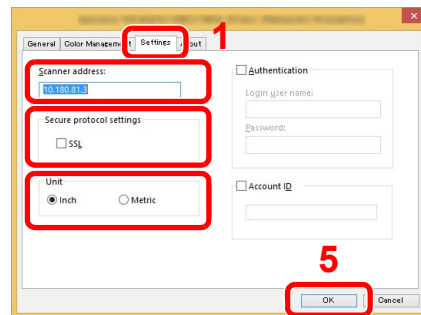 General Color Management Settings About
1
Scanner address:
10.180.81.3
Secure protocol settings
SSL
Unit
Inch Metric
Authentication
Login user name:
Password:
Account ID
5
OK Cancel